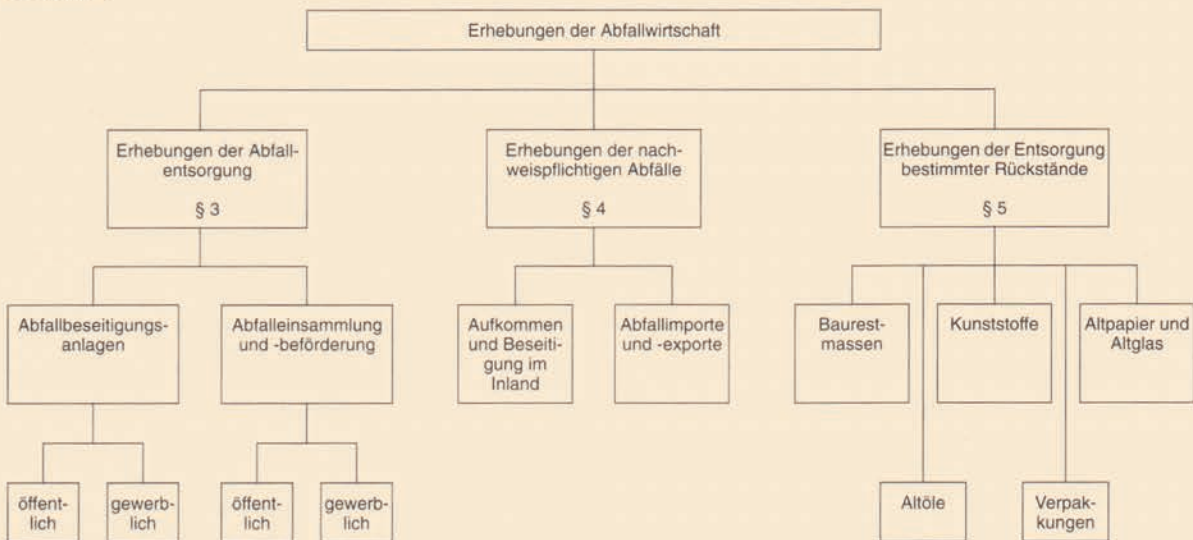 Erhebungen der Abfallwirtschaft
Erhebungen der Abfall-
entsorgung
§ 3
Erhebungen der nach-
weispflichtigen Abfälle
§ 4
Erhebungen der Entsorgung
bestimmter Rückstände
§ 5
Abfallbeseitigungs-
anlagen
Abfalleinsammlung
und -beförderung
Aufkommen
und Beseiti-
gung im
Inland
Abfallimporte
und -exporte
Baurest-
massen
Kunststoffe
Altpapier und
Altglas
öffent-
lich
gewerb-
lich
öffent-
lich
gewerb-
lich
Altöle
Verpak-
kungen